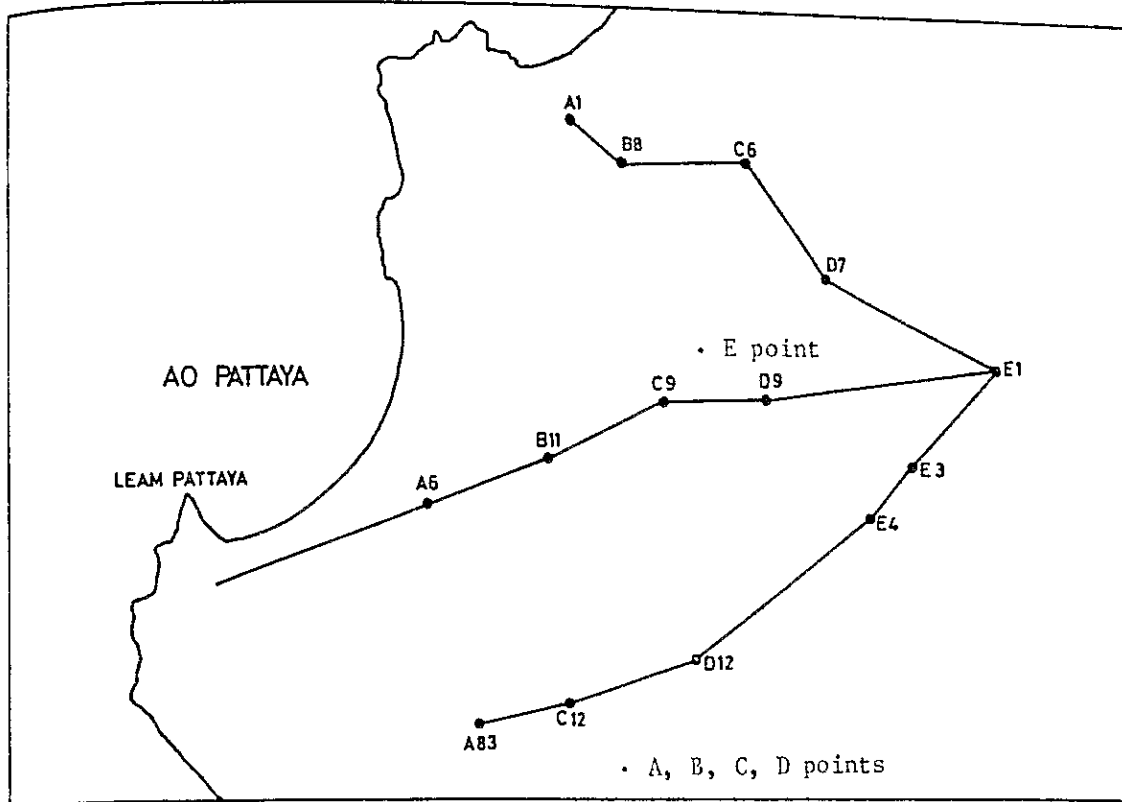 A1
B8
C6
D7
. E point
AO PATTAYA
E1
C9
D9
B11
LEAM PATTAYA
A6
E3
E4
D12
C12
A83
. A, B, C, D points